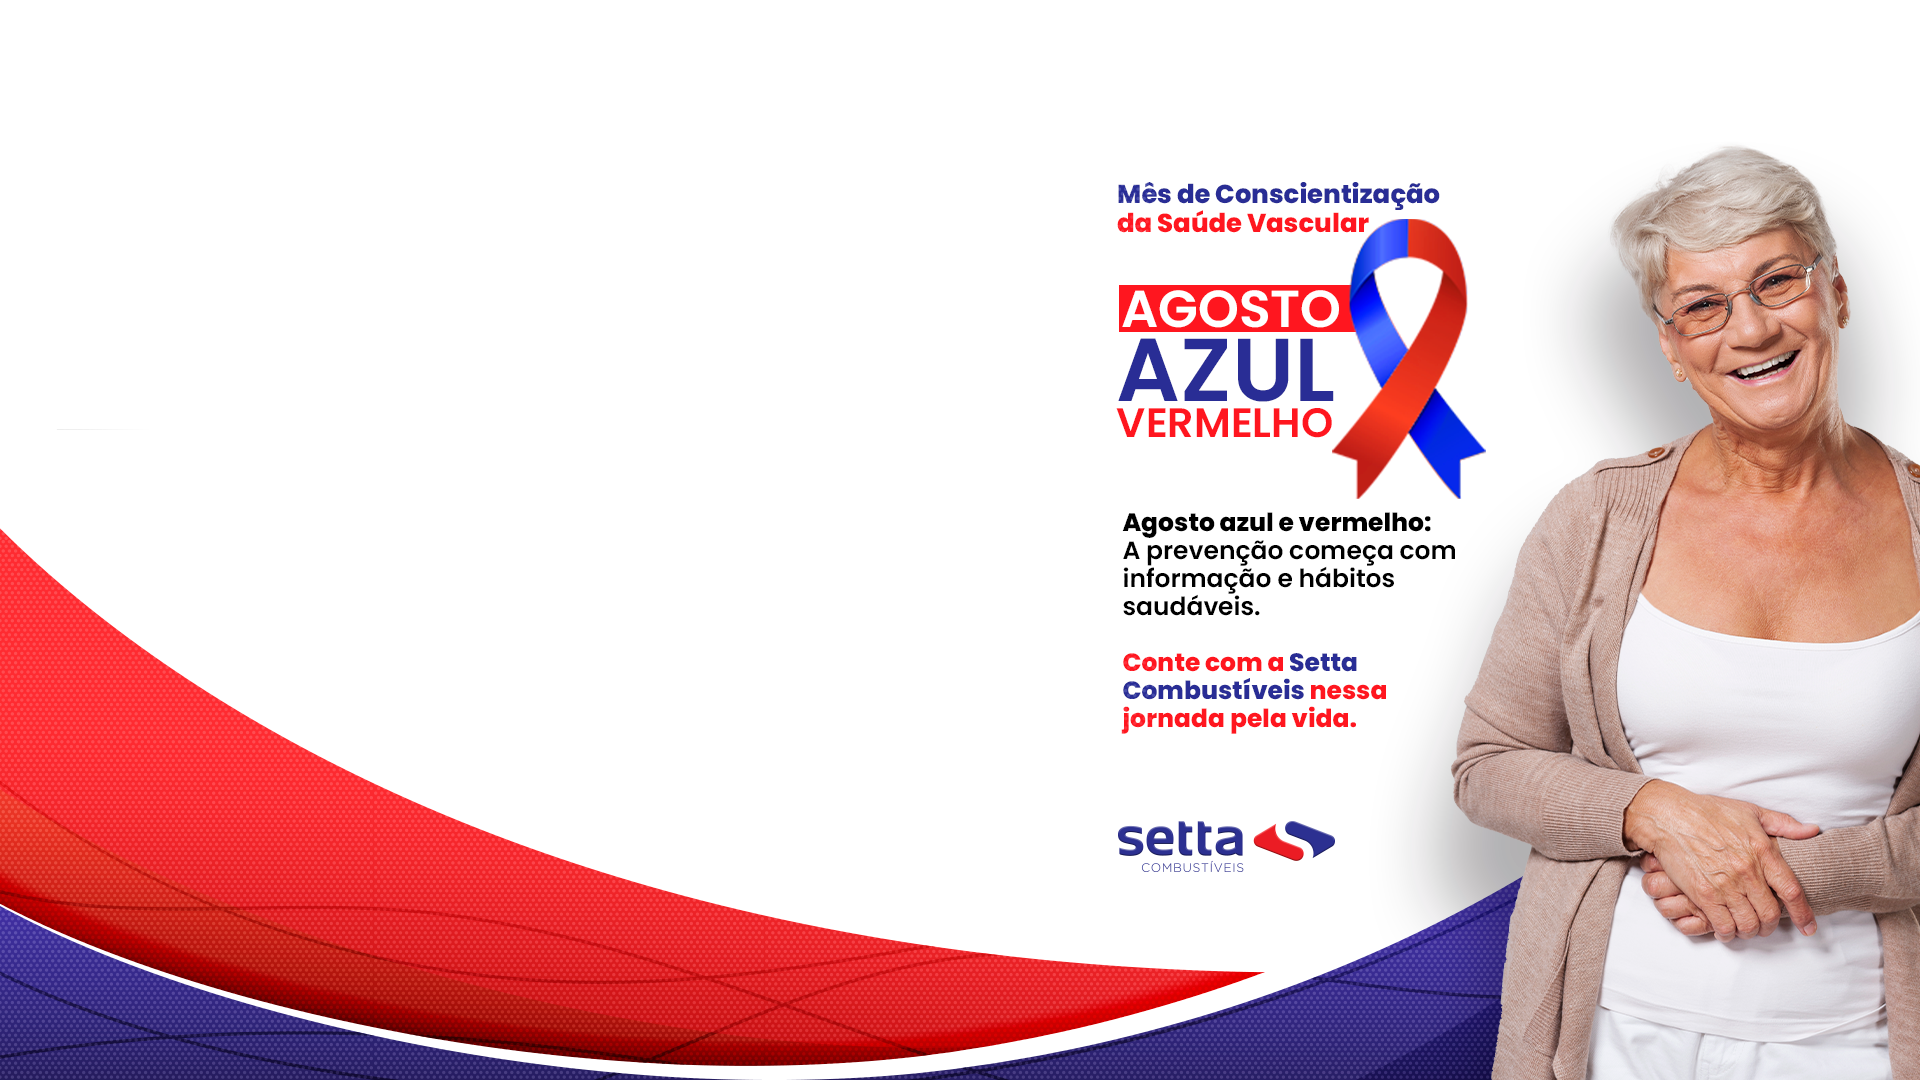 Mês de Conscientização
da Saúde Vascular
AGOSTO
AZUL
VERMELHO
Agosto azul e vermelho:
A prevenção começa com
informação e hábitos
saudáveis.
Conte com a Setta
Combustíveis nessa
jornada pela vida.
setta
COMBUSTÍVEIS